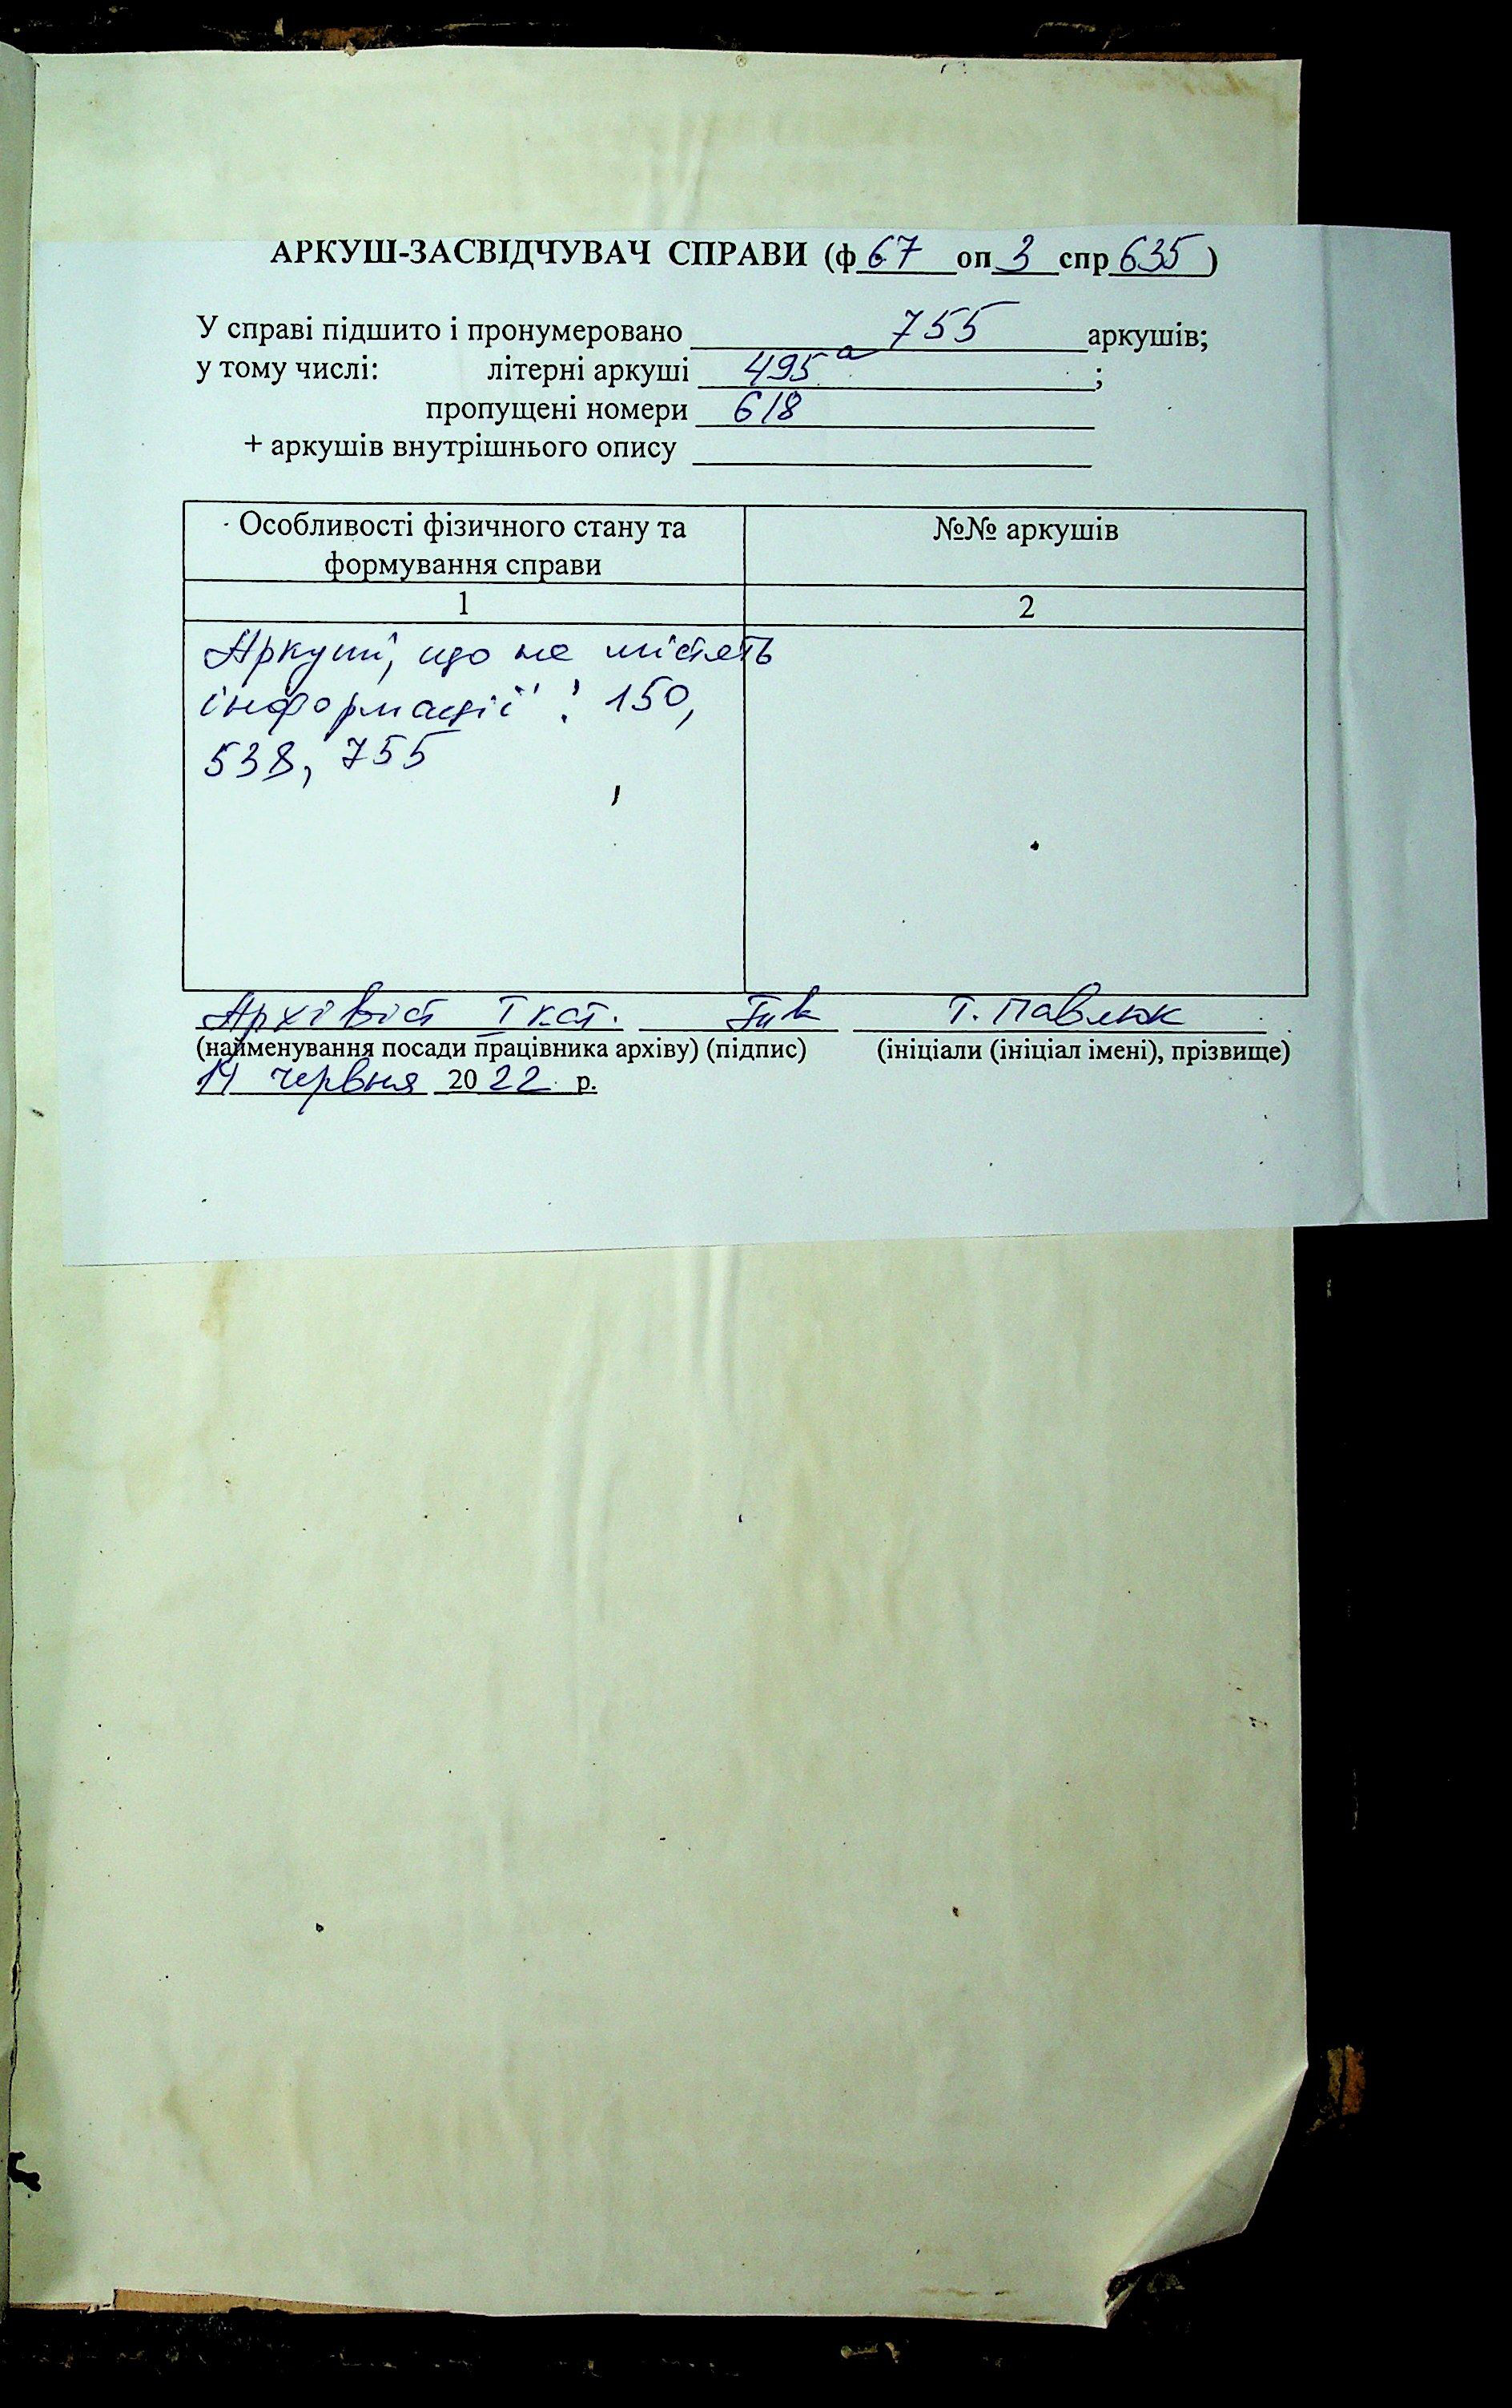 АРКУШ-ЗАСВІДЧУВАЧ СПРАВИ (ф 67 оп 3 спр 635)
У справі підшито і пронумеровано 755 аркушів;
у тому числі: літерні аркуші 495а ;
пропущені номери 618
+ аркушів внутрішнього опису
Особливості фізичного стану та формування справи
№№ аркушів
1 2
Аркуші, що не містять
інформації: 150,
538, 755
Архівіст І кат. Т. Павлюк
(найменування посади працівника архіву) (підпис) (ініціали (ініціал імені), прізвище)
14 червня 2022 р.